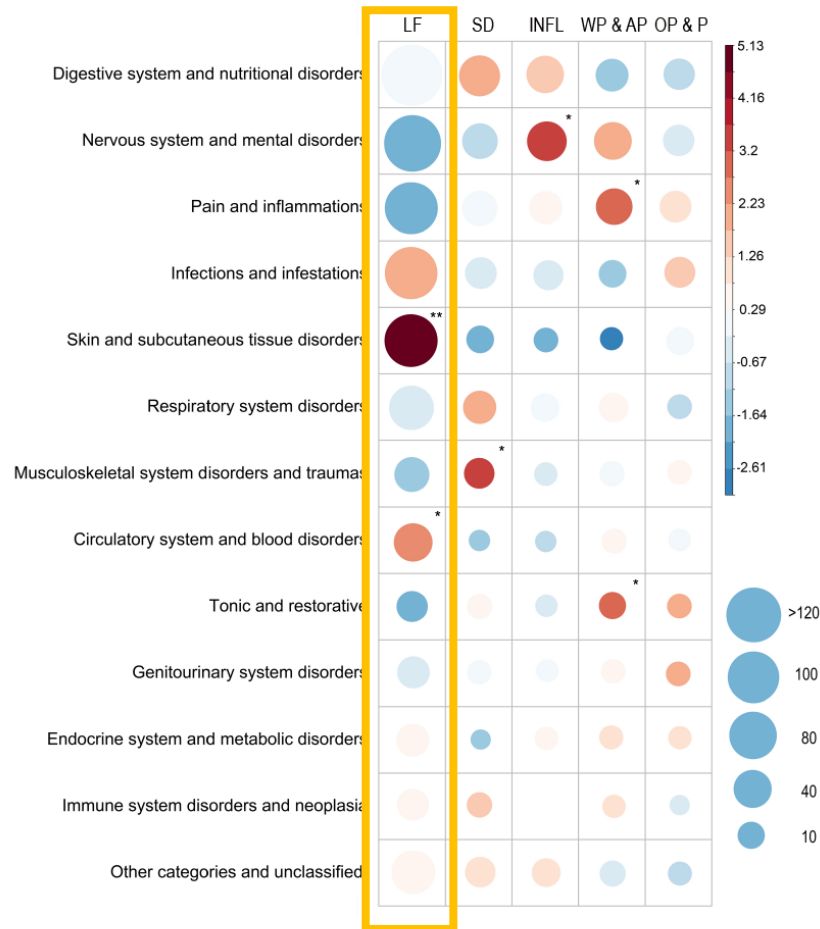 LF SD INFL WP & AP OP & P
Digestive system and nutritional disorders
Nervous system and mental disorders
*
Pain and inflammations
*
Infections and infestations
Skin and subcutaneous tissue disorders
**
Respiratory system disorders
Musculoskeletal system disorders and traumas
*
Circulatory system and blood disorders
*
Tonic and restorative
*
Genitourinary system disorders
Endocrine system and metabolic disorders
Immune system disorders and neoplasia
Other categories and unclassified
5.13
4.16
3.2
2.23
1.26
0.29
-0.67
-1.64
-2.61
>120
100
80
40
10